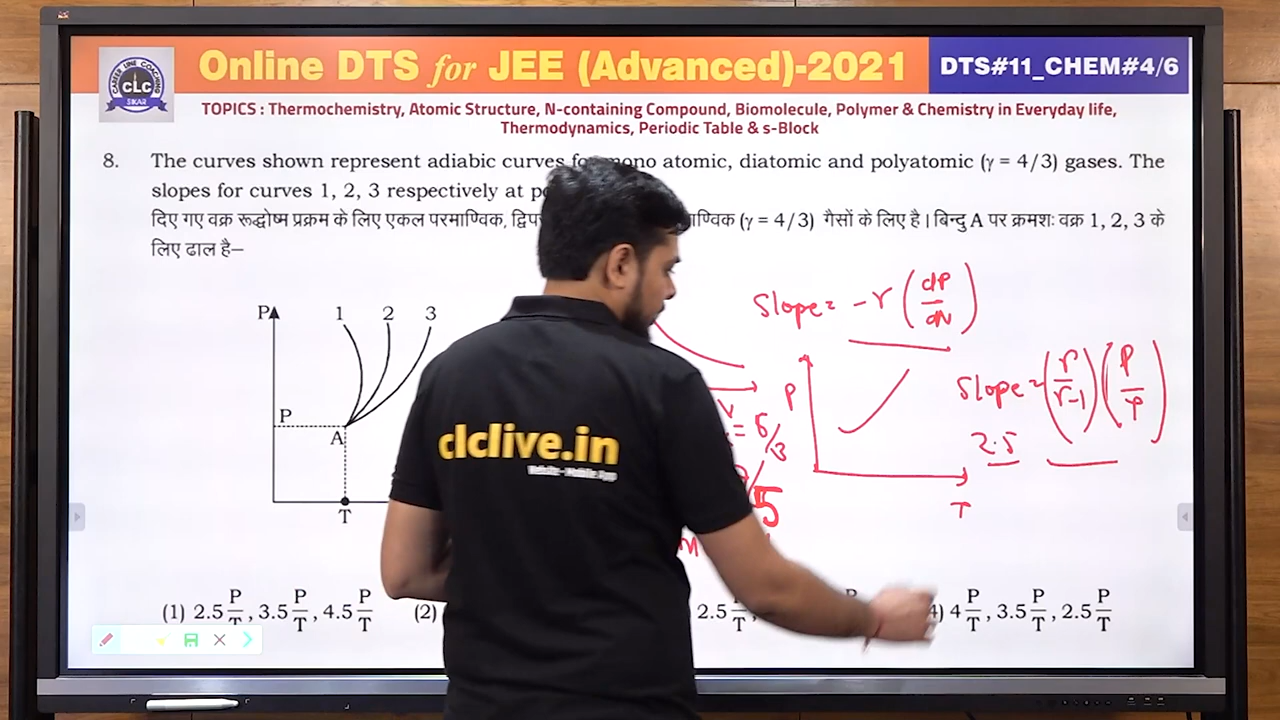 CAREER LINE COACHING
CLC
SIKAR
Online DTS for JEE (Advanced)-2021
DTS#11_CHEM#4/6
TOPICS : Thermochemistry, Atomic Structure, N-containing Compound, Biomolecule, Polymer & Chemistry in Everyday life,
Thermodynamics, Periodic Table & s-Block
8. The curves shown represent adiabic curves atomic, diatomic and polyatomic (γ = 4/3) gases. The
slopes for curves 1, 2, 3 respectively at
दिए गए वक्र रूद्धोष्म प्रक्रम के लिए एकल परमाण्विक, (γ = 4/3) गैसों के लिए है। बिन्दु A पर क्रमशः वक्र 1, 2, 3 के
लिए ढाल है–
Slope = -r (dP/dV)
P 1 2 3
Slope = (r/r-1) (P/T)
P
P
V
= 5/3
2.5
A
5
T
T
(1) 2.5 P/T, 3.5 P/T, 4.5 P/T (2) 2.5 4) 4 P/T, 3.5 P/T, 2.5 P/T
clclive.in